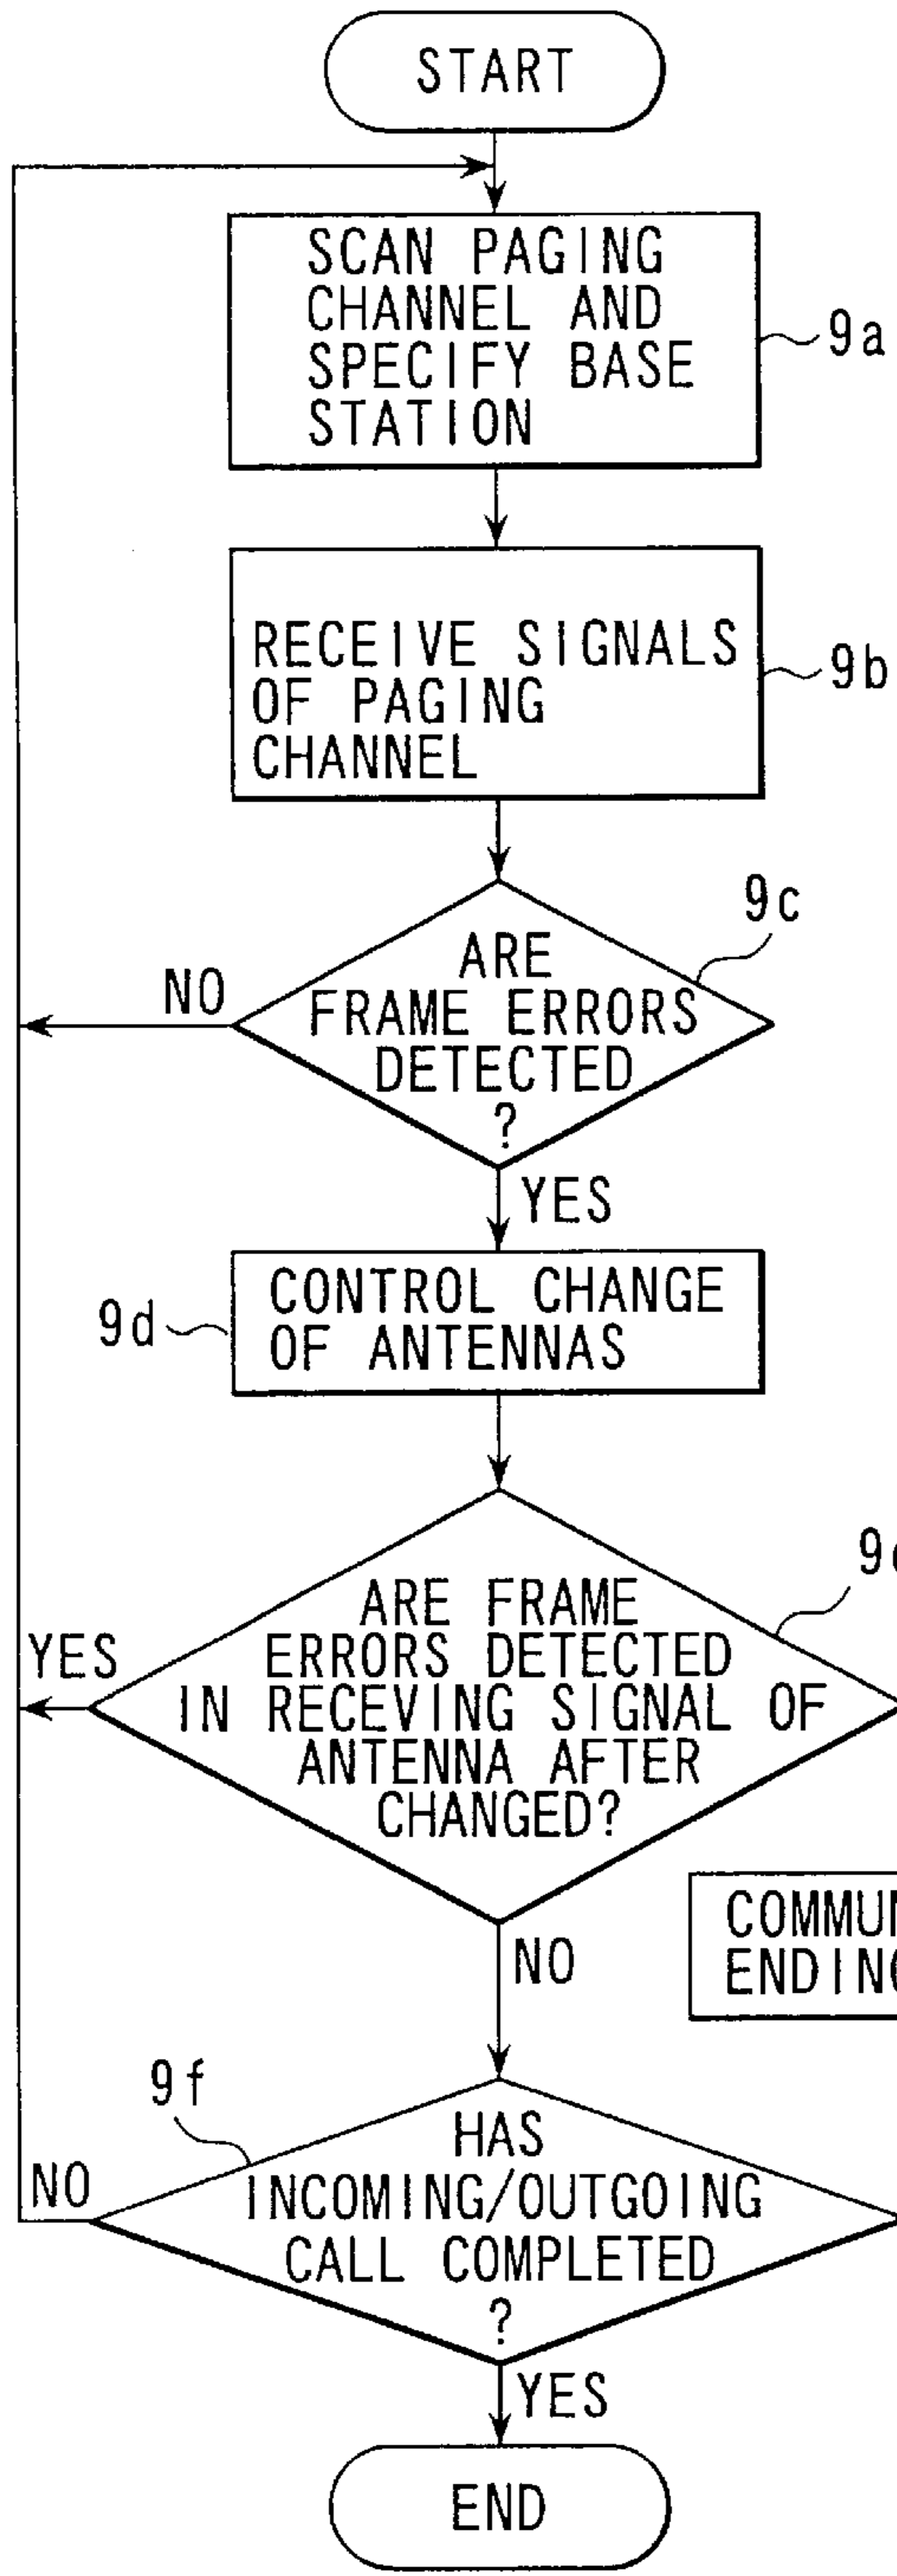 START
SCAN PAGING
CHANNEL AND
SPECIFY BASE
STATION
9a
RECEIVE SIGNALS
OF PAGING
CHANNEL
9b
9c
ARE
FRAME ERRORS
DETECTED
?
NO
YES
CONTROL CHANGE
OF ANTENNAS
9d
ARE FRAME
ERRORS DETECTED
IN RECEVING SIGNAL OF
ANTENNA AFTER
CHANGED?
YES
NO
ENDING
9f
HAS
INCOMING/OUTGOING
CALL COMPLETED
?
NO
YES
END